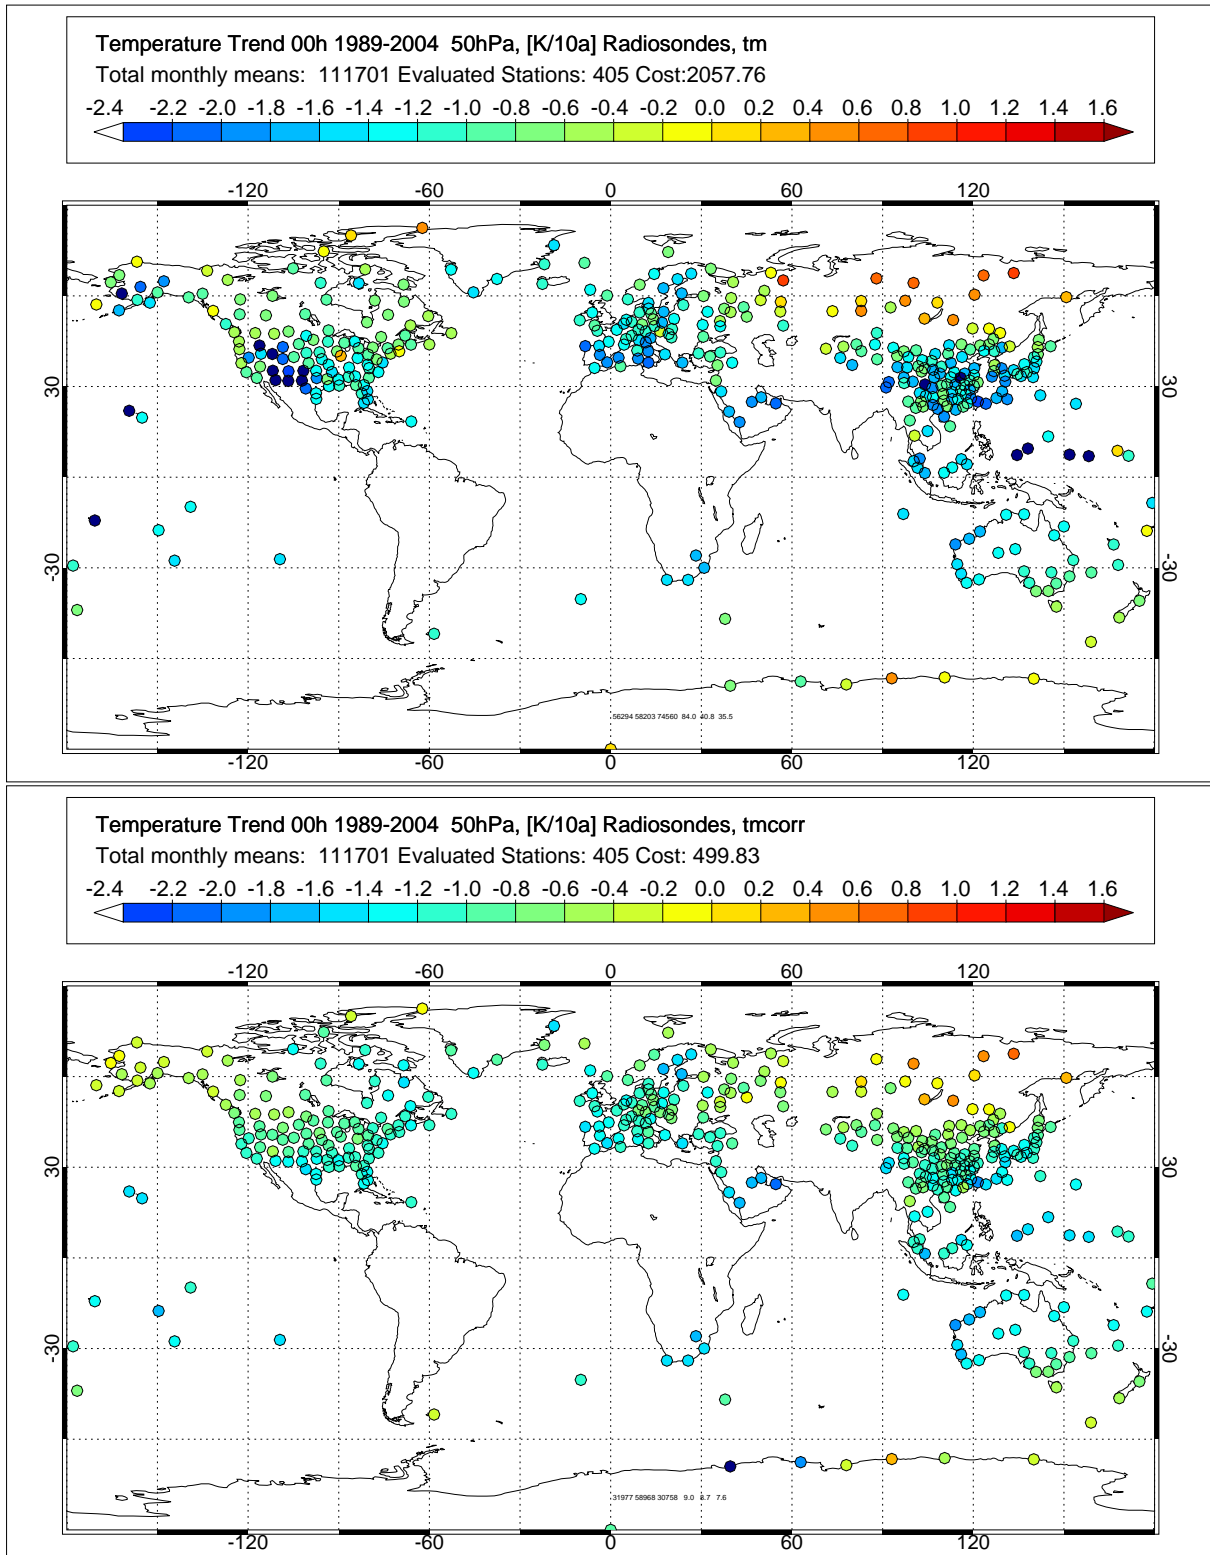 Temperature Trend 00h 1989-2004  50hPa, [K/10a] Radiosondes, tm
Total monthly means:  111701 Evaluated Stations: 405 Cost:2057.76
-2.4 -2.2 -2.0 -1.8 -1.6 -1.4 -1.2 -1.0 -0.8 -0.6 -0.4 -0.2 0.0 0.2 0.4 0.6 0.8 1.0 1.2 1.4 1.6
-120 -60 0 60 120
30 30
-30 -30
56294 58203 74560  84.0  40.8  35.5
-120 -60 0 60 120
Temperature Trend 00h 1989-2004  50hPa, [K/10a] Radiosondes, tmcorr
Total monthly means:  111701 Evaluated Stations: 405 Cost: 499.83
-2.4 -2.2 -2.0 -1.8 -1.6 -1.4 -1.2 -1.0 -0.8 -0.6 -0.4 -0.2 0.0 0.2 0.4 0.6 0.8 1.0 1.2 1.4 1.6
-120 -60 0 60 120
30 30
-30 -30
31977 58968 30758   9.0   7.6
-120 -60 0 60 120